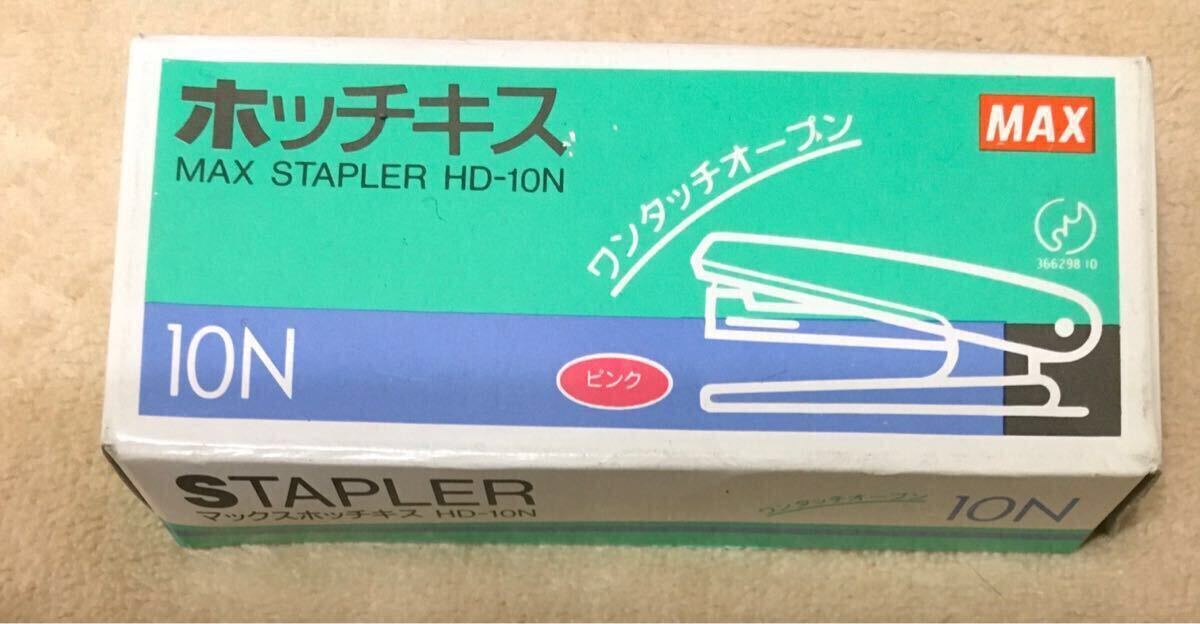 ホッチキス
MAX STAPLER HD-10N
ワンタッチオープン
MAX
366298 10
10N
ピンク
STAPLER
マックスホッチキス HD-10N
ワンタッチオープン
10N